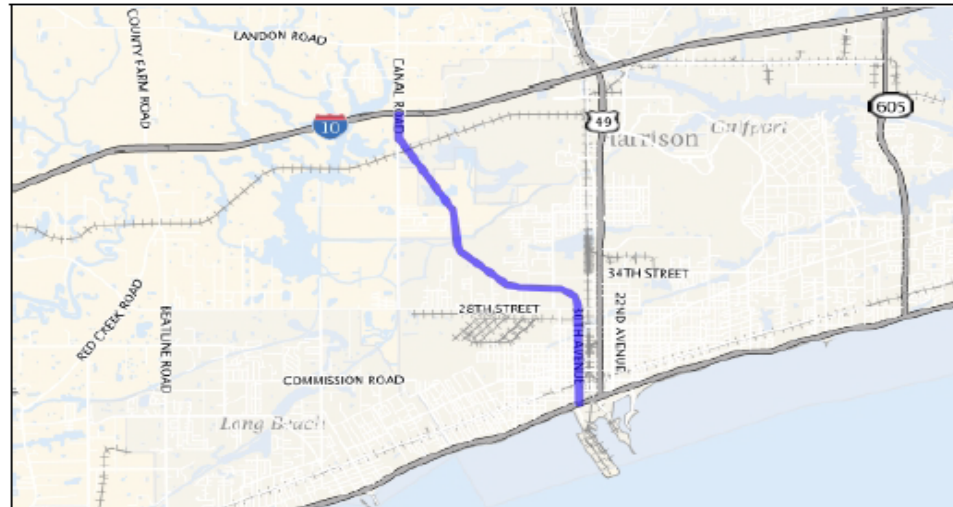 COUNTY FARM ROAD
LANDON ROAD
CANAL ROAD
10
49
605
Harrison
Gulfport
34TH STREET
28TH STREET
22ND AVENUE
30TH AVENUE
RED CREEK ROAD
BEATLINE ROAD
COMMISSION ROAD
Long Beach